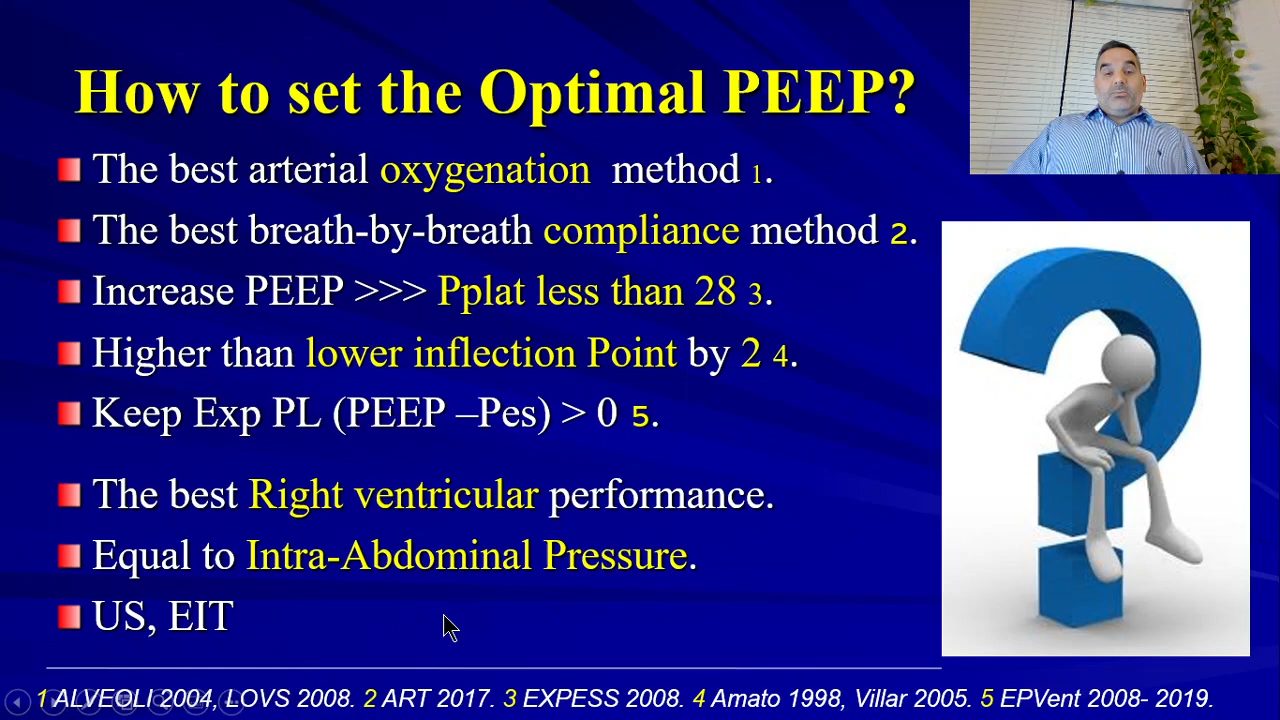 How to set the Optimal PEEP?
The best arterial oxygenation method 1.
The best breath-by-breath compliance method 2.
Increase PEEP >>> Pplat less than 28 3.
Higher than lower inflection Point by 2 4.
Keep Exp PL (PEEP –Pes) > 0 5.
The best Right ventricular performance.
Equal to Intra-Abdominal Pressure.
US, EIT
1 ALVEOLI 2004, LOVS 2008. 2 ART 2017. 3 EXPESS 2008. 4 Amato 1998, Villar 2005. 5 EPVent 2008- 2019.